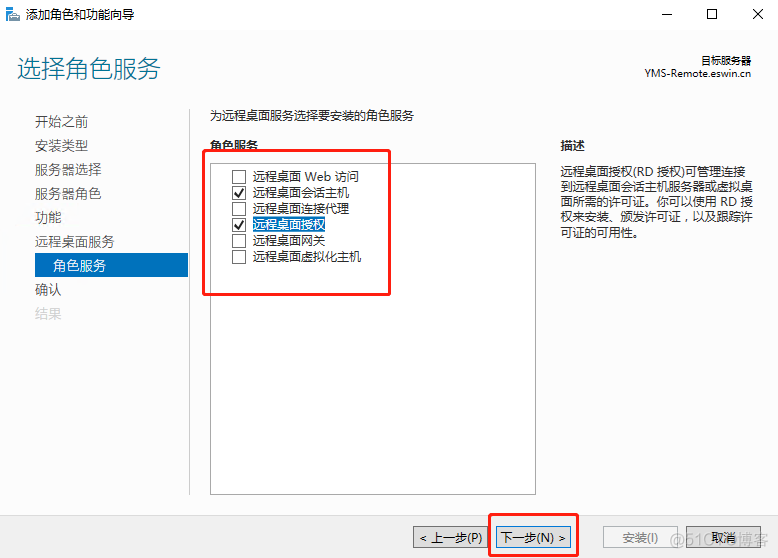 添加角色和功能向导
选择角色服务
目标服务器
YMS-Remote.eswin.cn
开始之前
安装类型
服务器选择
服务器角色
功能
远程桌面服务
角色服务
确认
结果
为远程桌面服务选择要安装的角色服务
角色服务
远程桌面 Web 访问
远程桌面会话主机
远程桌面连接代理
远程桌面授权
远程桌面网关
远程桌面虚拟化主机
描述
远程桌面授权(RD 授权)可管理连接
到远程桌面会话主机服务器或虚拟桌
面所需的许可证。你可以使用 RD 授
权来安装、颁发许可证，以及跟踪许
可证的可用性。
< 上一步(P)
下一步(N) >
安装(I)
取消
@51CTO博客